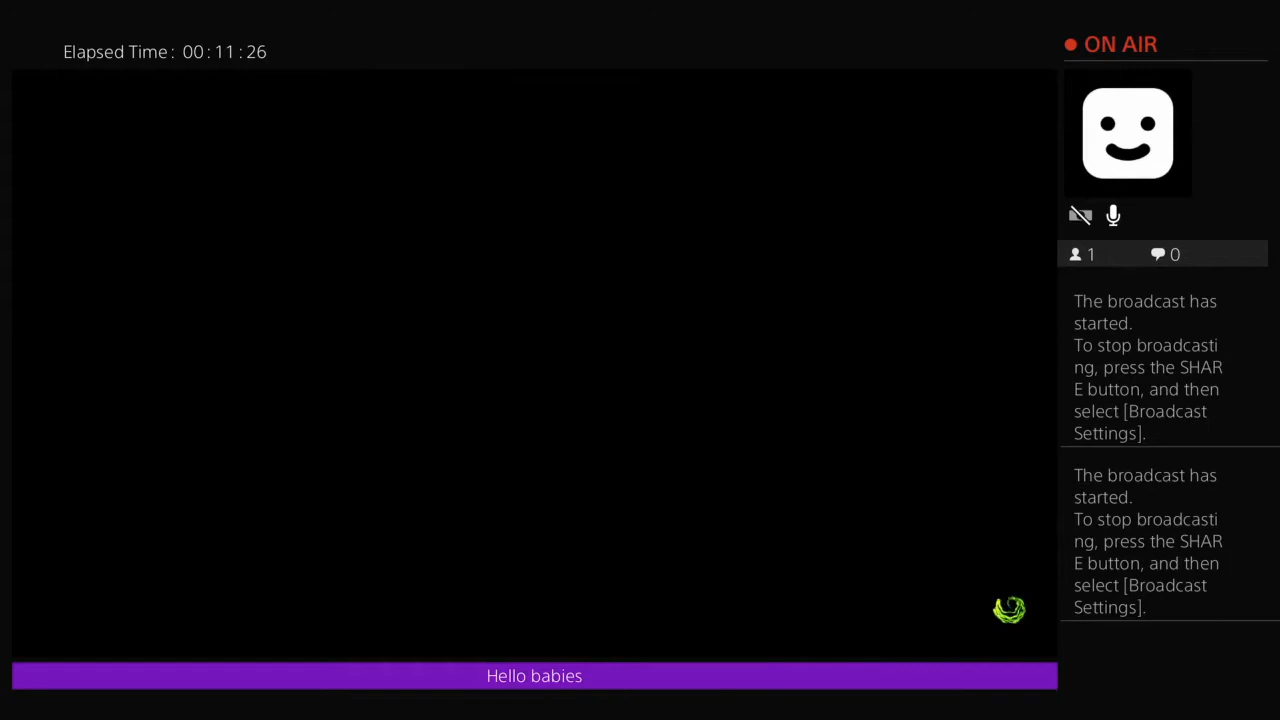 Elapsed Time: 00:11:26
ON AIR
1 0
The broadcast has
started.
To stop broadcasti
ng, press the SHAR
E button, and then
select [Broadcast
Settings].
The broadcast has
started.
To stop broadcasti
ng, press the SHAR
E button, and then
select [Broadcast
Settings].
Hello babies